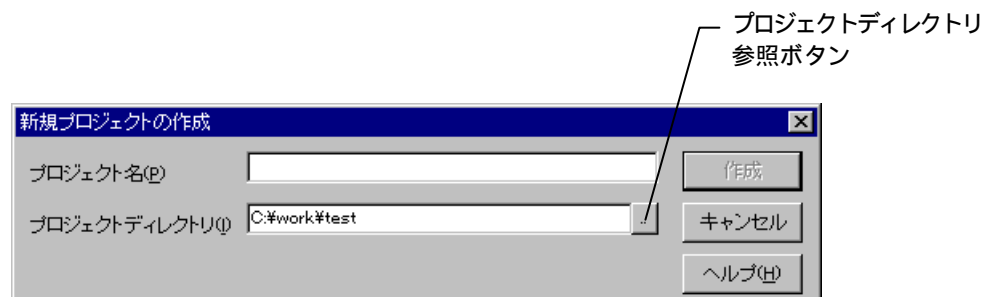 プロジェクトディレクトリ
参照ボタン
新規プロジェクトの作成
プロジェクト名(P)
作成
プロジェクトディレクトリ(I) C:¥work¥test ..
キャンセル
ヘルプ(H)